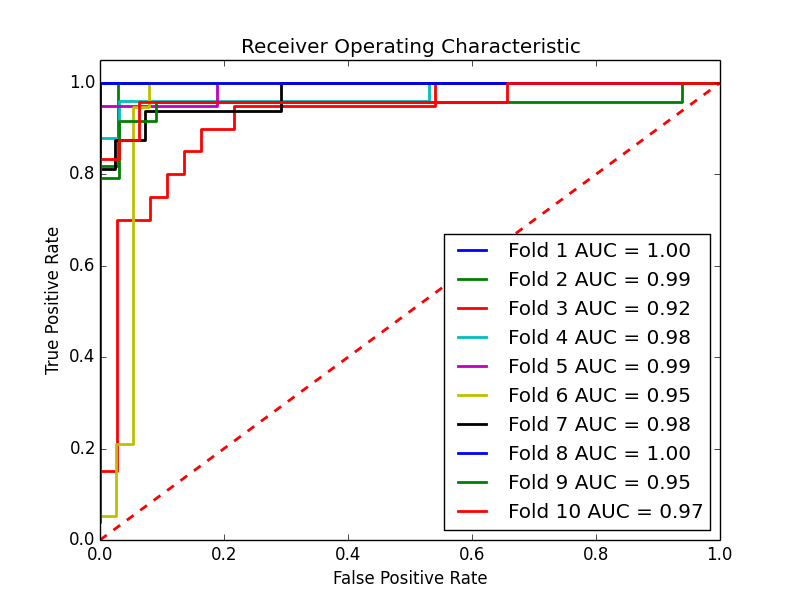 Receiver Operating Characteristic
True Positive Rate
1.0
0.8
0.6
0.4
0.2
0.0
Fold 1 AUC = 1.00
Fold 2 AUC = 0.99
Fold 3 AUC = 0.92
Fold 4 AUC = 0.98
Fold 5 AUC = 0.99
Fold 6 AUC = 0.95
Fold 7 AUC = 0.98
Fold 8 AUC = 1.00
Fold 9 AUC = 0.95
Fold 10 AUC = 0.97
0.0 0.2 0.4 0.6 0.8 1.0
False Positive Rate